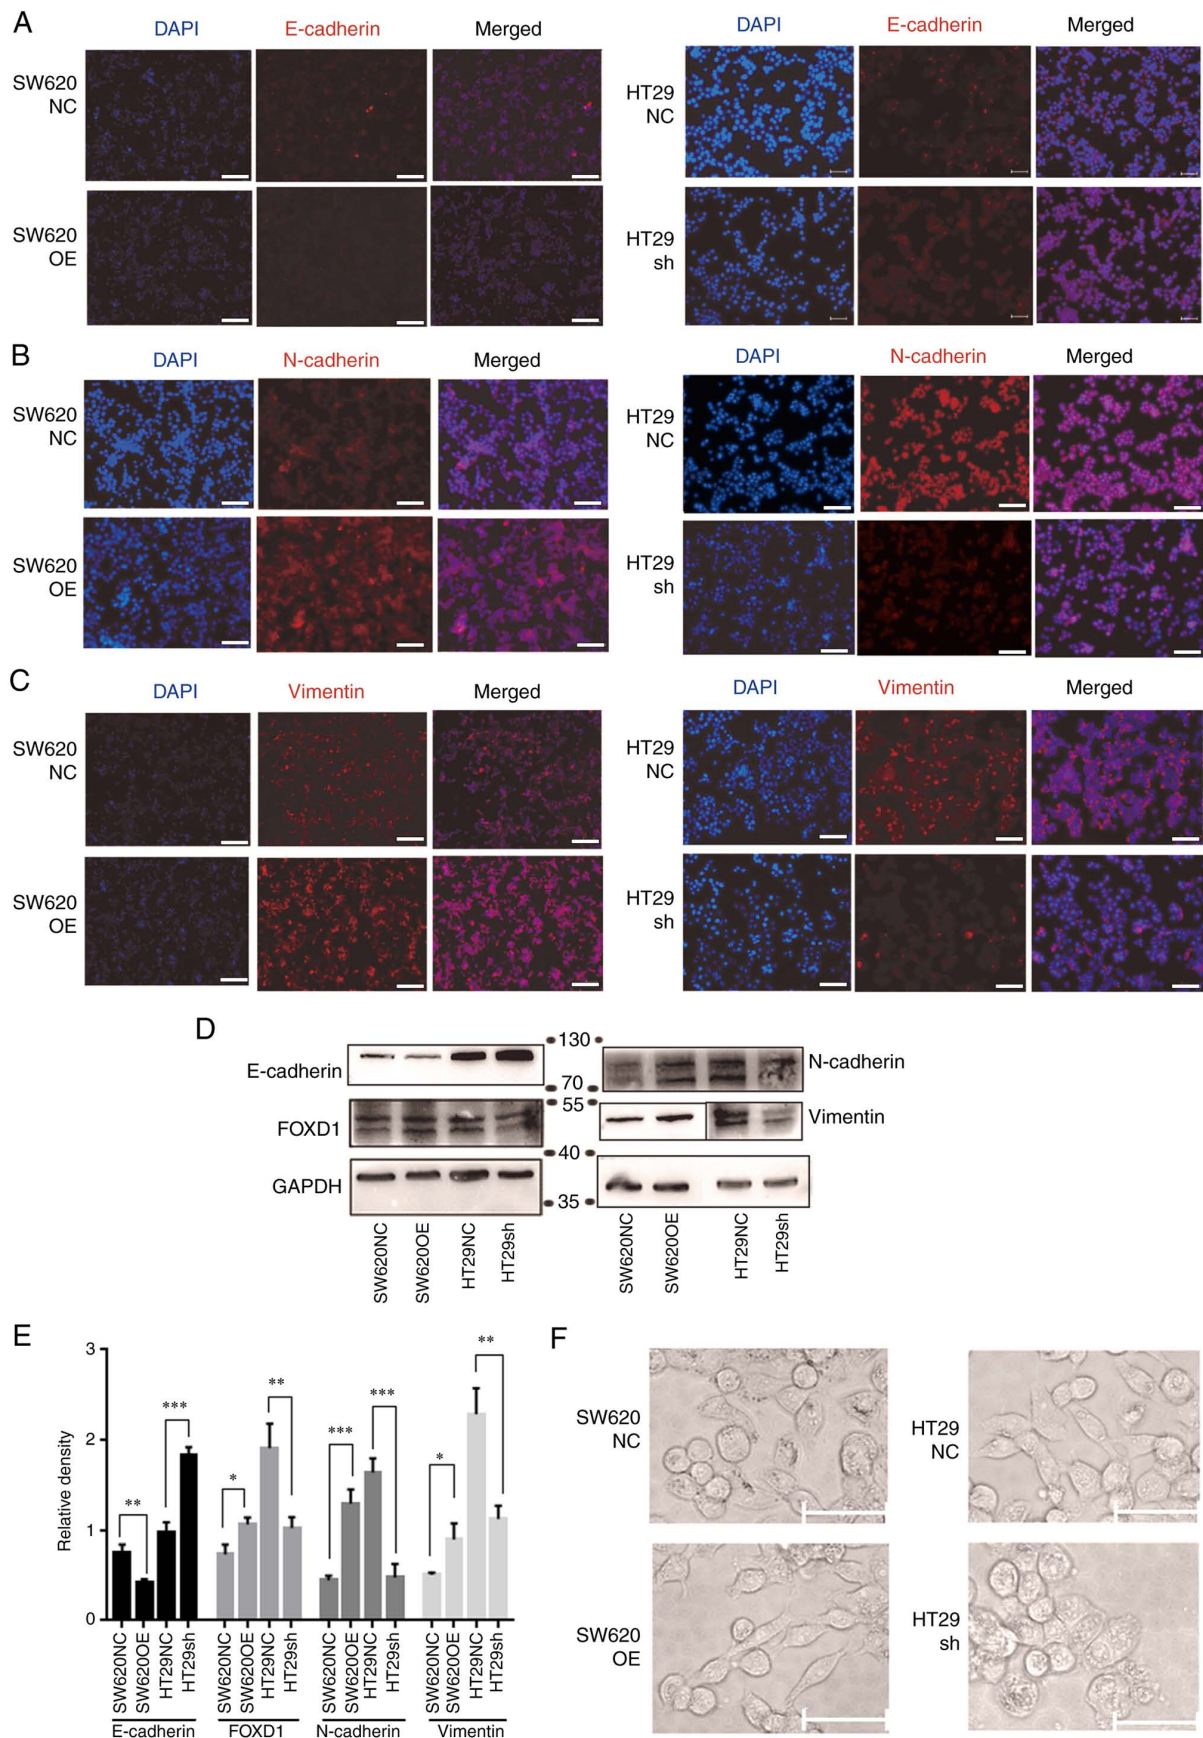 A
DAPI E-cadherin Merged
DAPI E-cadherin Merged
SW620
NC
HT29
NC
SW620
OE
HT29
sh
B
DAPI N-cadherin Merged
DAPI N-cadherin Merged
SW620
NC
HT29
NC
SW620
OE
HT29
sh
C
DAPI Vimentin Merged
DAPI Vimentin Merged
SW620
NC
HT29
NC
SW620
OE
HT29
sh
D
E-cadherin
FOXD1
GAPDH
130
70
55
40
35
N-cadherin
Vimentin
SW620NC
SW620OE
HT29NC
HT29sh
SW620NC
SW620OE
HT29NC
HT29sh
E
Relative density
3
2
1
0
**
***
*
**
***
***
*
**
SW620NC
SW620OE
HT29NC
HT29sh
SW620NC
SW620OE
HT29NC
HT29sh
SW620NC
SW620OE
HT29NC
HT29sh
SW620NC
SW620OE
HT29NC
HT29sh
E-cadherin FOXD1 N-cadherin Vimentin
F
SW620
NC
HT29
NC
SW620
OE
HT29
sh